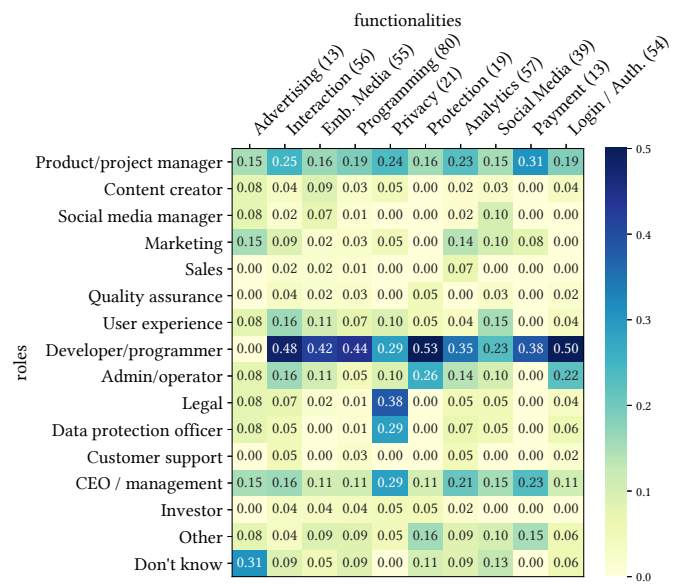 functionalities
Advertising (13)
Interaction (56)
Emb. Media (55)
Programming (80)
Privacy (21)
Protection (19)
Analytics (57)
Social Media (39)
Payment (13)
Login / Auth. (54)
roles
Product/project manager 0.15 0.25 0.16 0.19 0.24 0.16 0.23 0.15 0.31 0.19
Content creator 0.08 0.04 0.09 0.03 0.05 0.00 0.02 0.03 0.00 0.04
Social media manager 0.08 0.02 0.07 0.01 0.00 0.00 0.02 0.10 0.00 0.00
Marketing 0.15 0.09 0.02 0.03 0.05 0.00 0.14 0.10 0.08 0.00
Sales 0.00 0.02 0.02 0.01 0.00 0.00 0.07 0.00 0.00 0.00
Quality assurance 0.00 0.04 0.02 0.03 0.00 0.05 0.00 0.03 0.00 0.02
User experience 0.08 0.16 0.11 0.07 0.10 0.05 0.04 0.15 0.00 0.04
Developer/programmer 0.00 0.48 0.42 0.44 0.29 0.53 0.35 0.23 0.38 0.50
Admin/operator 0.08 0.16 0.11 0.05 0.10 0.26 0.14 0.10 0.00 0.22
Legal 0.08 0.07 0.02 0.01 0.38 0.00 0.05 0.05 0.00 0.04
Data protection officer 0.08 0.05 0.00 0.01 0.29 0.00 0.07 0.05 0.00 0.06
Customer support 0.00 0.05 0.00 0.03 0.00 0.00 0.04 0.03 0.00 0.02
CEO / management 0.15 0.16 0.11 0.11 0.29 0.11 0.21 0.15 0.23 0.11
Investor 0.00 0.04 0.04 0.04 0.05 0.05 0.02 0.00 0.00 0.00
Other 0.08 0.04 0.09 0.09 0.05 0.16 0.09 0.10 0.15 0.06
Don't know 0.31 0.09 0.05 0.09 0.00 0.11 0.09 0.13 0.00 0.06
0.5
0.4
0.3
0.2
0.1
0.0